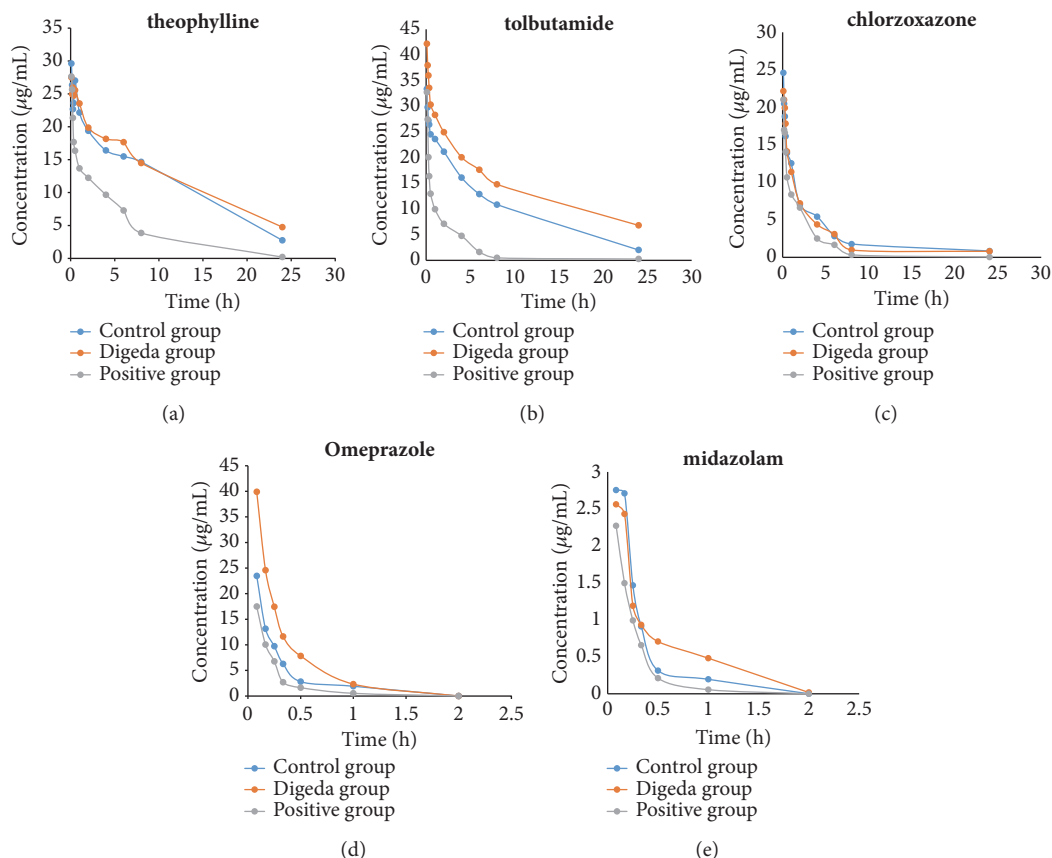 theophylline
35
30
25
20
15
10
5
0
Concentration (μg/mL)
0 5 10 15 20 25 30
Time (h)
Control group
Digeda group
Positive group
(a)
tolbutamide
45
40
35
30
25
20
15
10
5
0
Concentration (μg/mL)
0 5 10 15 20 25 30
Time (h)
Control group
Digeda group
Positive group
(b)
chlorzoxazone
30
25
20
15
10
5
0
Concentration (μg/mL)
0 5 10 15 20 25 30
Time (h)
Control group
Digeda group
Positive group
(c)
Omeprazole
45
40
35
30
25
20
15
10
5
0
Concentration (μg/mL)
0 0.5 1 1.5 2 2.5
Time (h)
Control group
Digeda group
Positive group
(d)
midazolam
3
2.5
2
1.5
1
0.5
0
Concentration (μg/mL)
0 0.5 1 1.5 2 2.5
Time (h)
Control group
Digeda group
Positive group
(e)